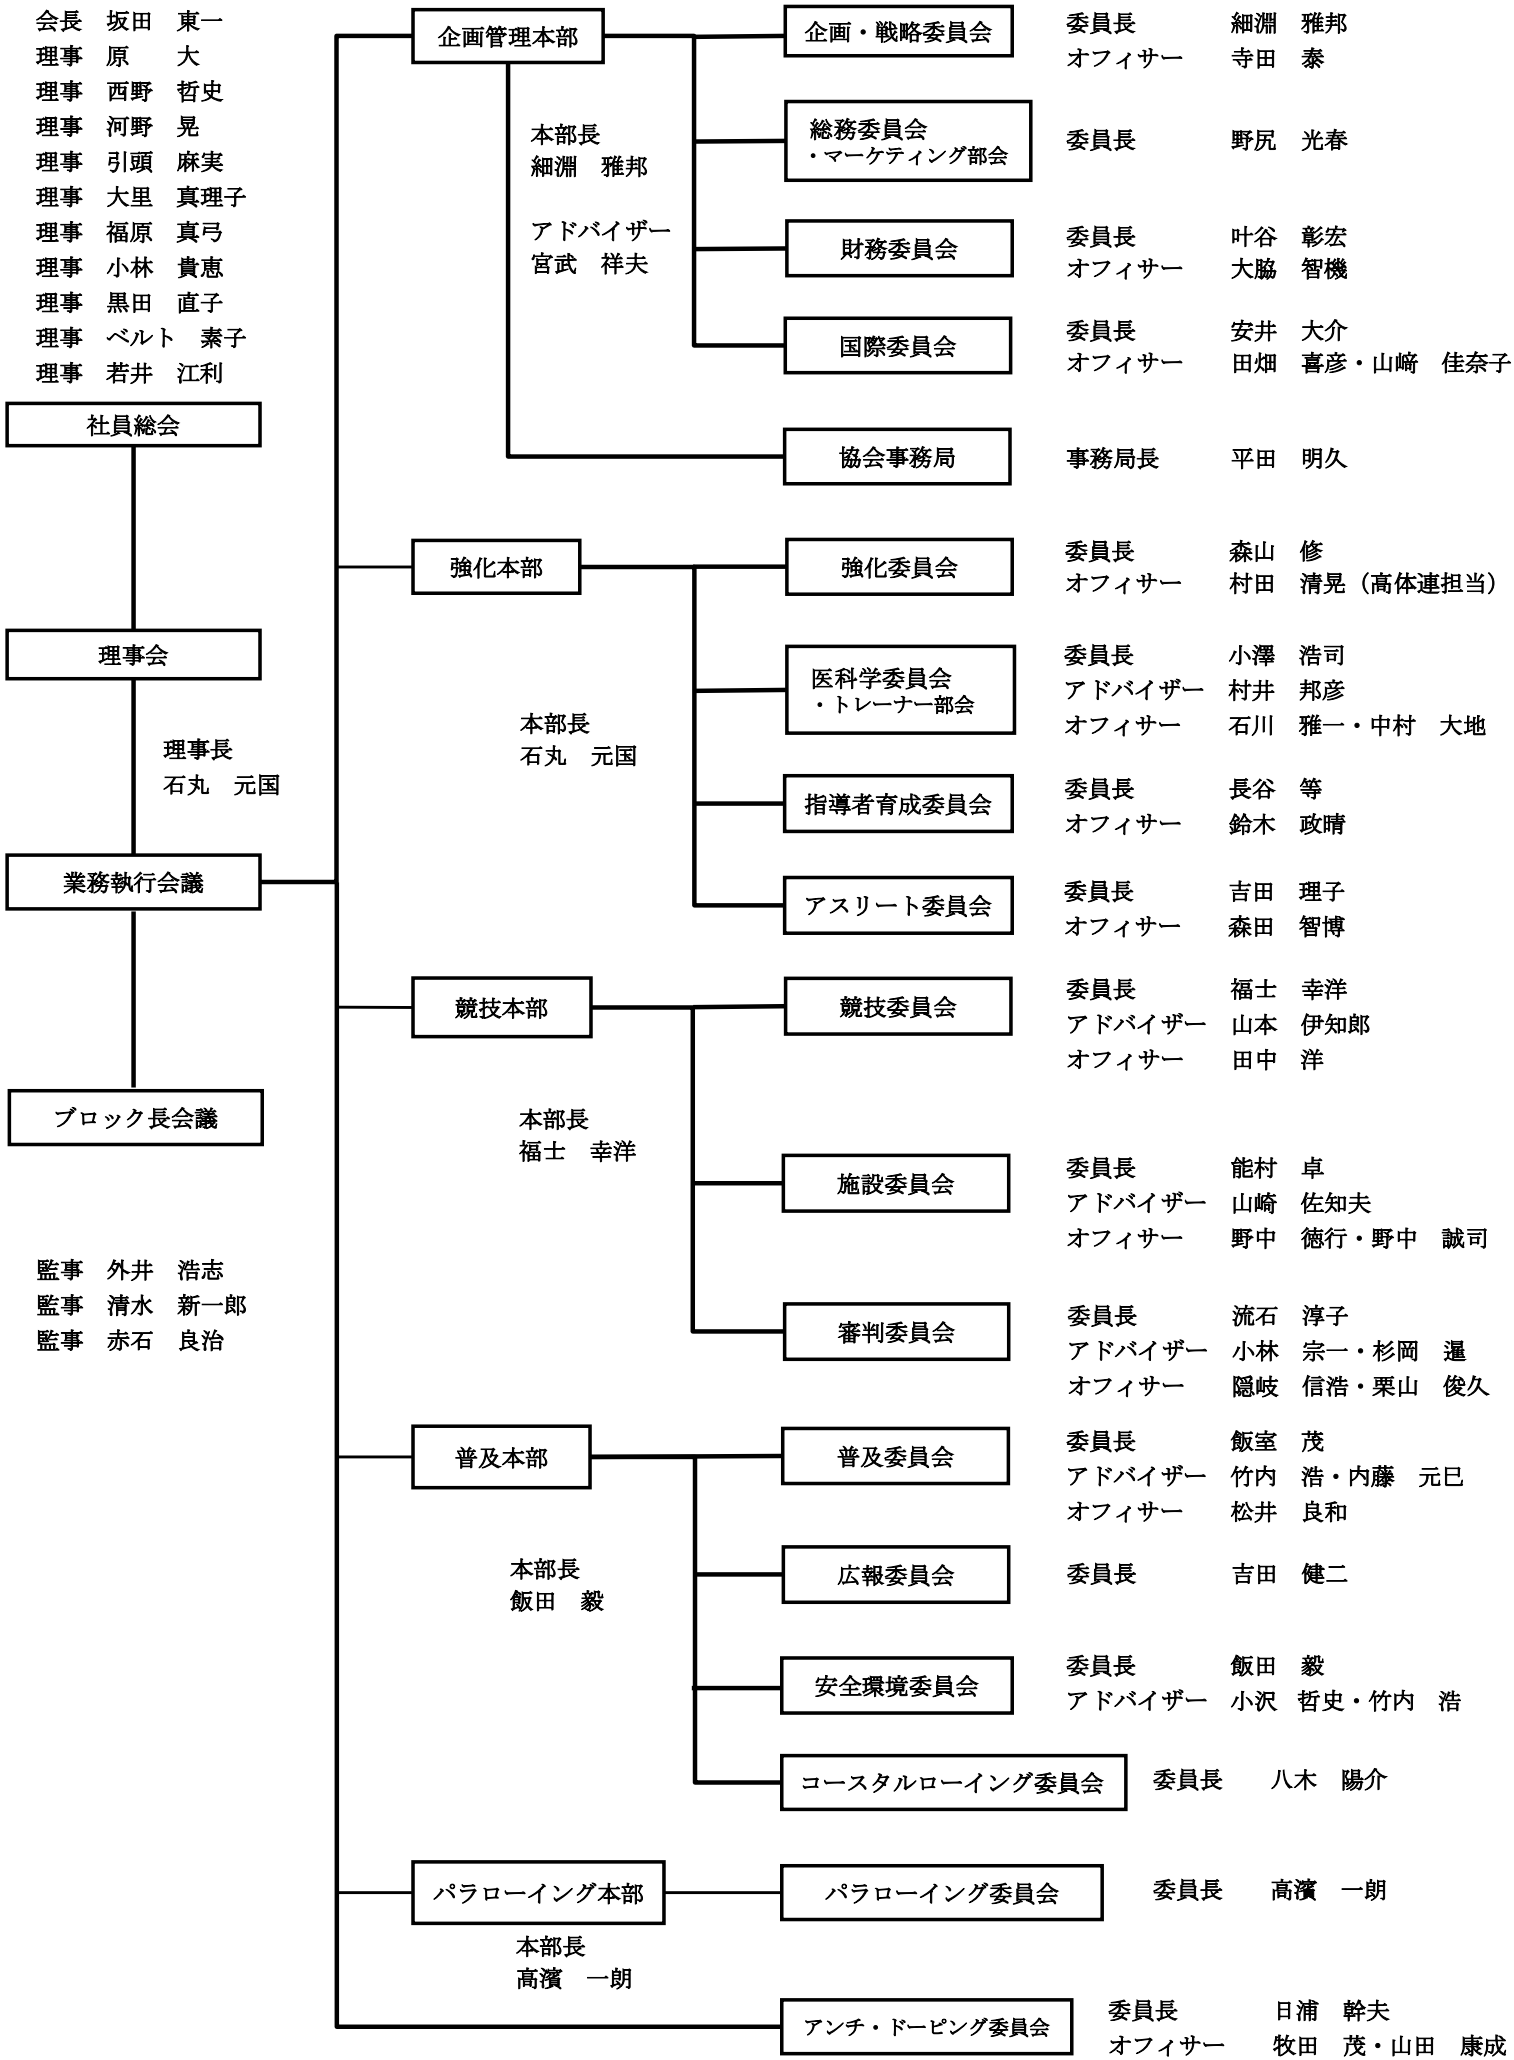 会長　坂田　東一
理事　原　　大
理事　西野　哲史
理事　河野　晃
理事　引頭　麻実
理事　大里　真理子
理事　福原　真弓
理事　小林　貴恵
理事　黒田　直子
理事　ベルト　素子
理事　若井　江利
社員総会
理事会
理事長
石丸　元国
業務執行会議
ブロック長会議
監事　外井　浩志
監事　清水　新一郎
監事　赤石　良治
企画管理本部
本部長
細淵　雅邦
アドバイザー
宮武　祥夫
企画・戦略委員会
委員長　細淵　雅邦
オフィサー　寺田　泰
総務委員会
・マーケティング部会
委員長　野尻　光春
財務委員会
委員長　叶谷　彰宏
オフィサー　大脇　智機
国際委員会
委員長　安井　大介
オフィサー　田畑　喜彦・山﨑　佳奈子
協会事務局
事務局長　平田　明久
強化本部
本部長
石丸　元国
強化委員会
委員長　森山　修
オフィサー　村田　清晃（高体連担当）
医科学委員会
・トレーナー部会
委員長　小澤　浩司
アドバイザー　村井　邦彦
オフィサー　石川　雅一・中村　大地
指導者育成委員会
委員長　長谷　等
オフィサー　鈴木　政晴
アスリート委員会
委員長　吉田　理子
オフィサー　森田　智博
競技本部
本部長
福士　幸洋
競技委員会
委員長　福士　幸洋
アドバイザー　山本　伊知郎
オフィサー　田中　洋
施設委員会
委員長　能村　卓
アドバイザー　山崎　佐知夫
オフィサー　野中　徳行・野中　誠司
審判委員会
委員長　流石　淳子
アドバイザー　小林　宗一・杉岡　暹
オフィサー　隠岐　信浩・栗山　俊久
普及本部
本部長
飯田　毅
普及委員会
委員長　飯室　茂
アドバイザー　竹内　浩・内藤　元巳
オフィサー　松井　良和
広報委員会
委員長　吉田　健二
安全環境委員会
委員長　飯田　毅
アドバイザー　小沢　哲史・竹内　浩
コースタルローイング委員会
委員長　八木　陽介
パラローイング本部
本部長
高濱　一朗
パラローイング委員会
委員長　高濱　一朗
アンチ・ドーピング委員会
委員長　日浦　幹夫
オフィサー　牧田　茂・山田　康成